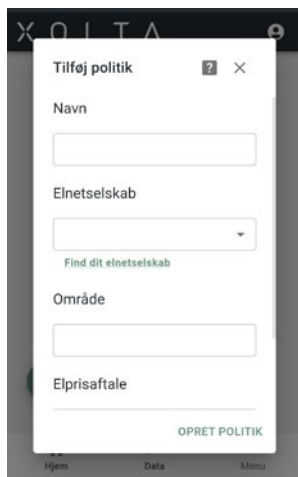 XOLTA
Tilføj politik ? ×
Navn
Elnetselskab
Find dit elnetselskab
Område
Elprisaftale
OPRET POLITIK
Hjem Data Menu